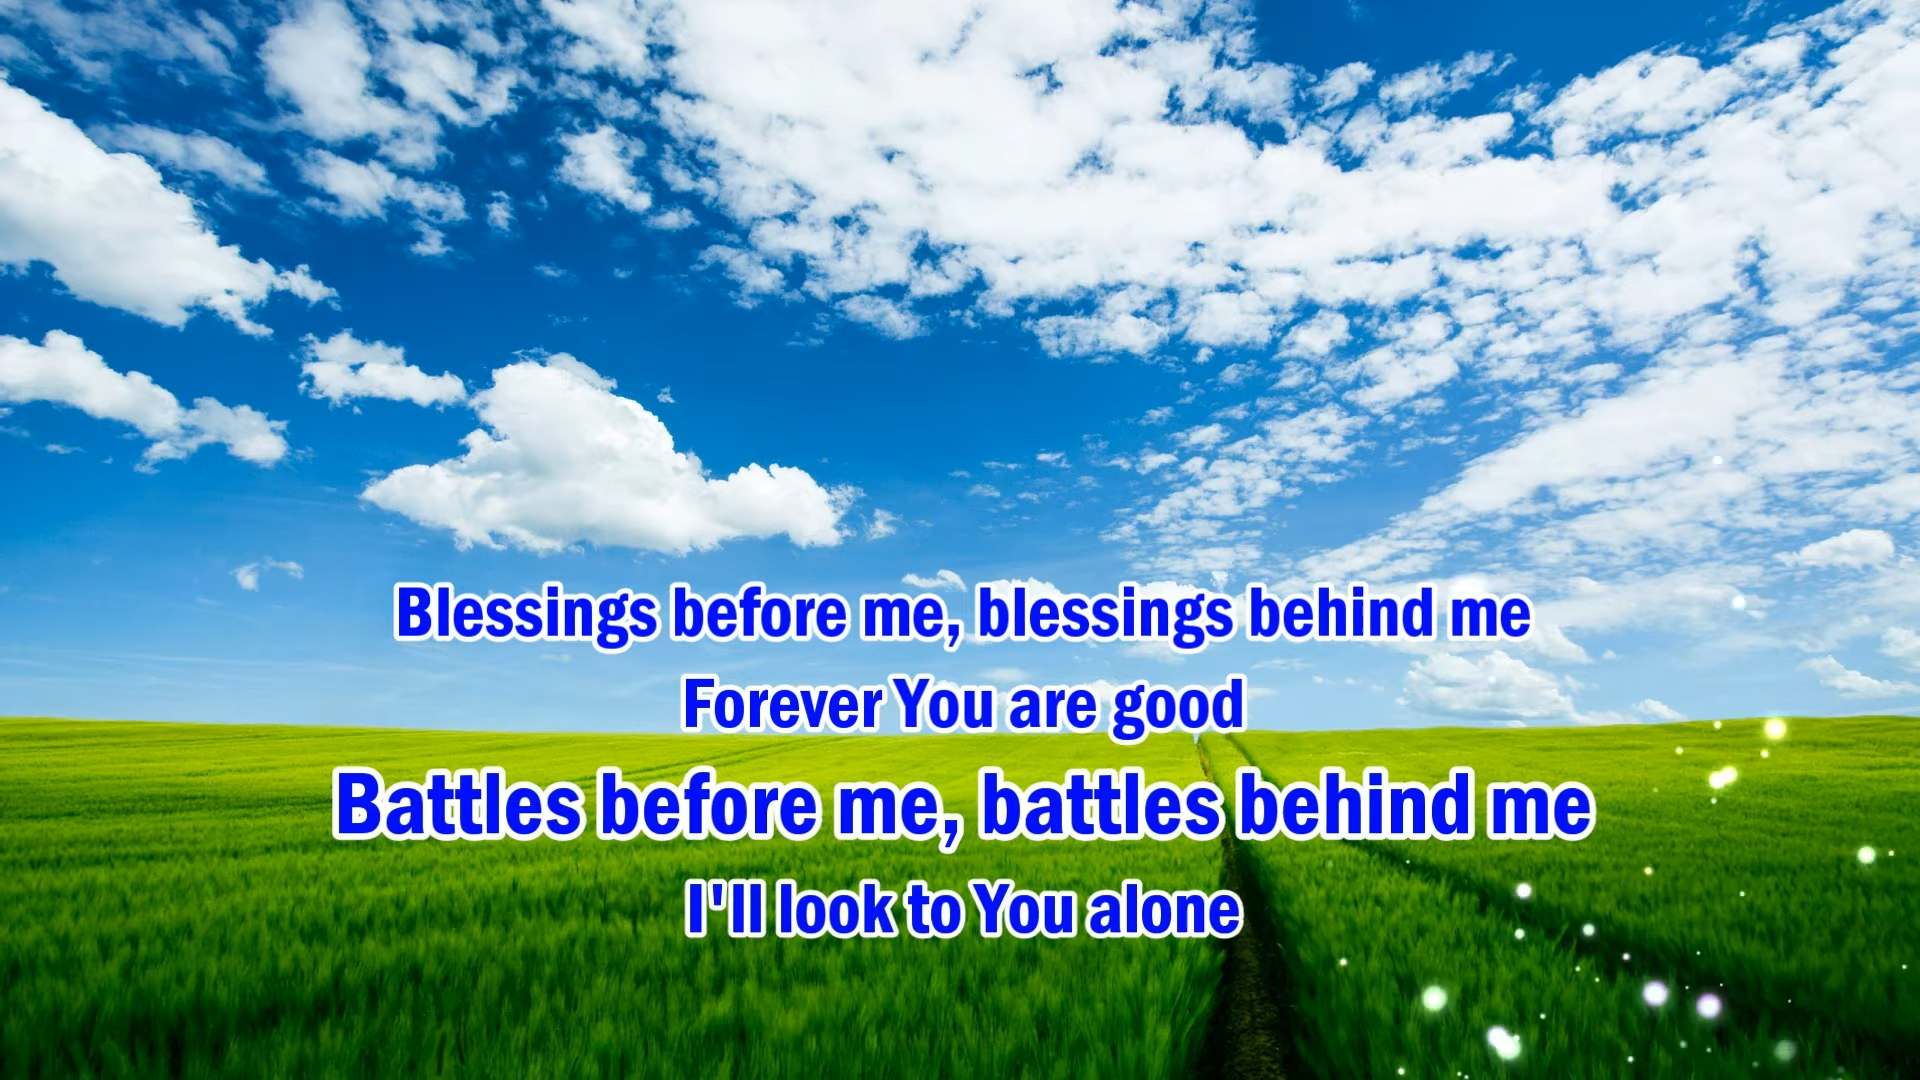 Blessings before me, blessings behind me
Forever You are good
Battles before me, battles behind me
I'll look to You alone